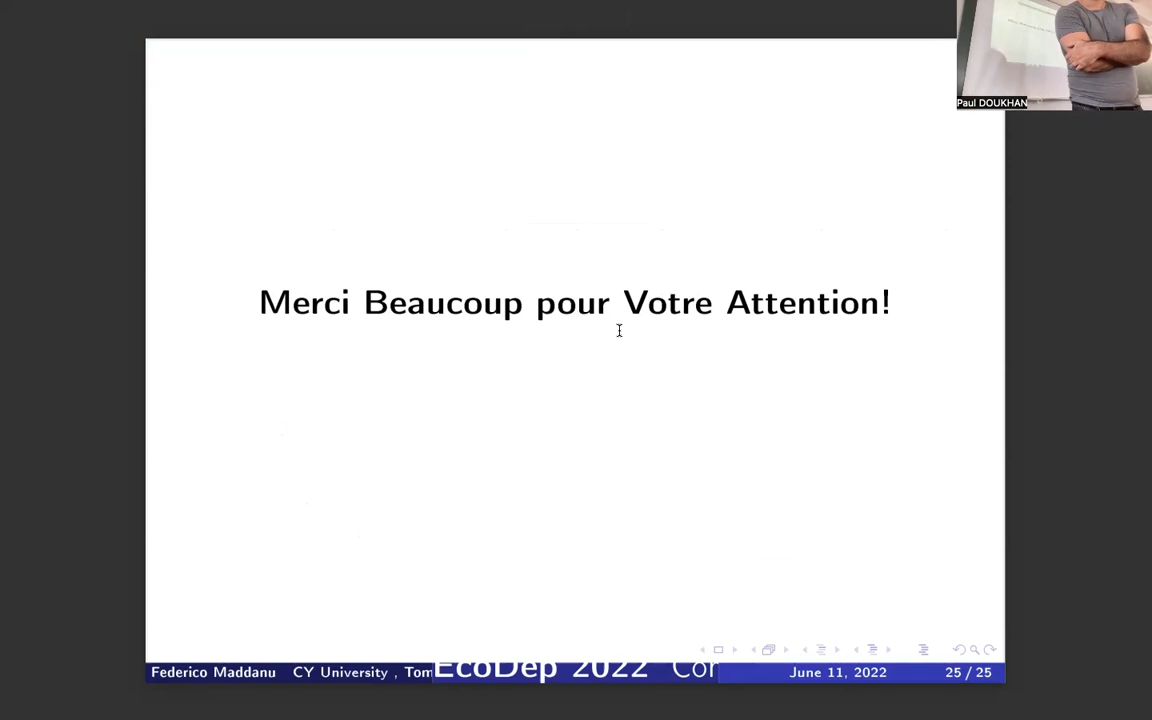 Paul DOUKHAN
Merci Beaucoup pour Votre Attention!
Federico Maddanu CY University , Tom EcoDep 2022 Con June 11, 2022 25 / 25